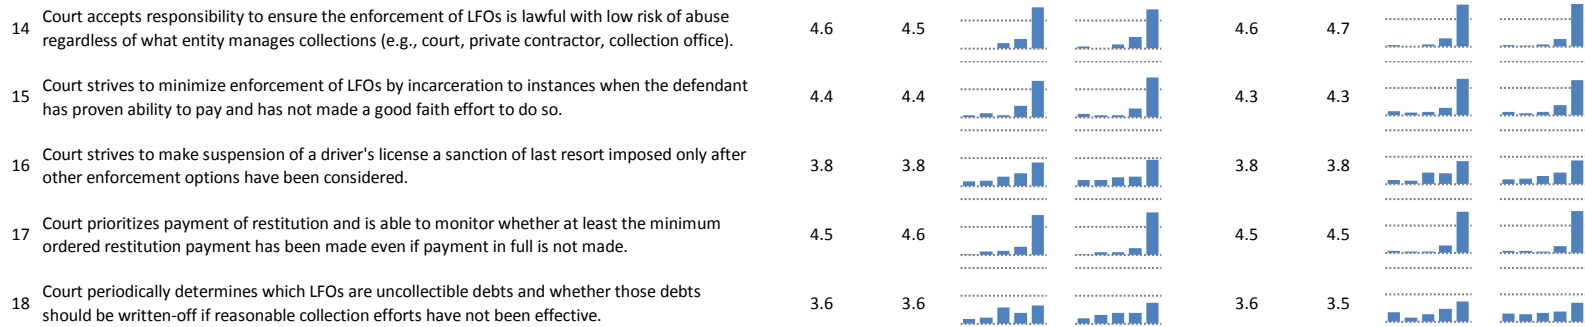 14 Court accepts responsibility to ensure the enforcement of LFOs is lawful with low risk of abuse
regardless of what entity manages collections (e.g., court, private contractor, collection office).
4.6 4.5 4.6 4.7
15 Court strives to minimize enforcement of LFOs by incarceration to instances when the defendant
has proven ability to pay and has not made a good faith effort to do so.
4.4 4.4 4.3 4.3
16 Court strives to make suspension of a driver's license a sanction of last resort imposed only after
other enforcement options have been considered.
3.8 3.8 3.8 3.8
17 Court prioritizes payment of restitution and is able to monitor whether at least the minimum
ordered restitution payment has been made even if payment in full is not made.
4.5 4.6 4.5 4.5
18 Court periodically determines which LFOs are uncollectible debts and whether those debts
should be written-off if reasonable collection efforts have not been effective.
3.6 3.6 3.6 3.5